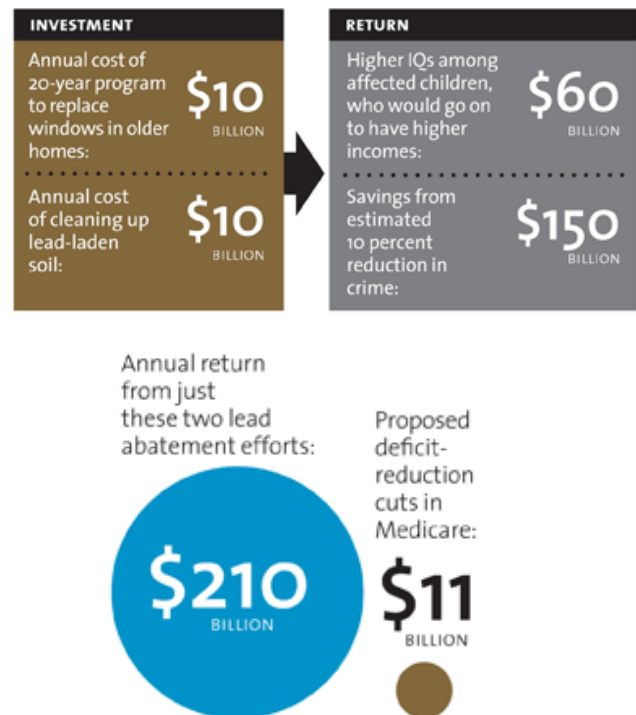 INVESTMENT
Annual cost of
20-year program
to replace
windows in older
homes:
$10
BILLION
Annual cost
of cleaning up
lead-laden
soil:
$10
BILLION
RETURN
Higher IQs among
affected children,
who would go on
to have higher
incomes:
$60
BILLION
Savings from
estimated
10 percent
reduction in
crime:
$150
BILLION
Annual return
from just
these two lead
abatement efforts:
$210
BILLION
Proposed
deficit-
reduction
cuts in
Medicare:
$11
BILLION